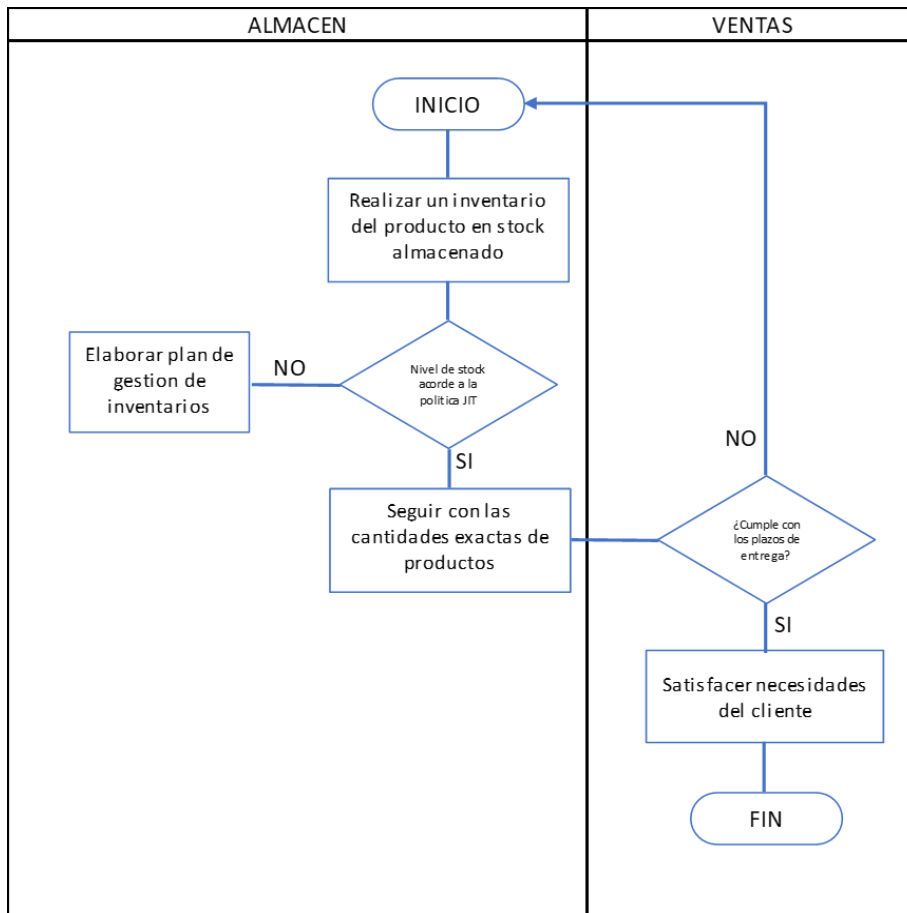 ALMACEN
VENTAS
INICIO
Realizar un inventario
del producto en stock
almacenado
Elaborar plan de
gestion de
inventarios
NO
Nivel de stock
acorde a la
politica JIT
SI
Seguir con las
cantidades exactas de
productos
NO
¿Cumple con
los plazos de
entrega?
SI
Satisfacer necesidades
del cliente
FIN